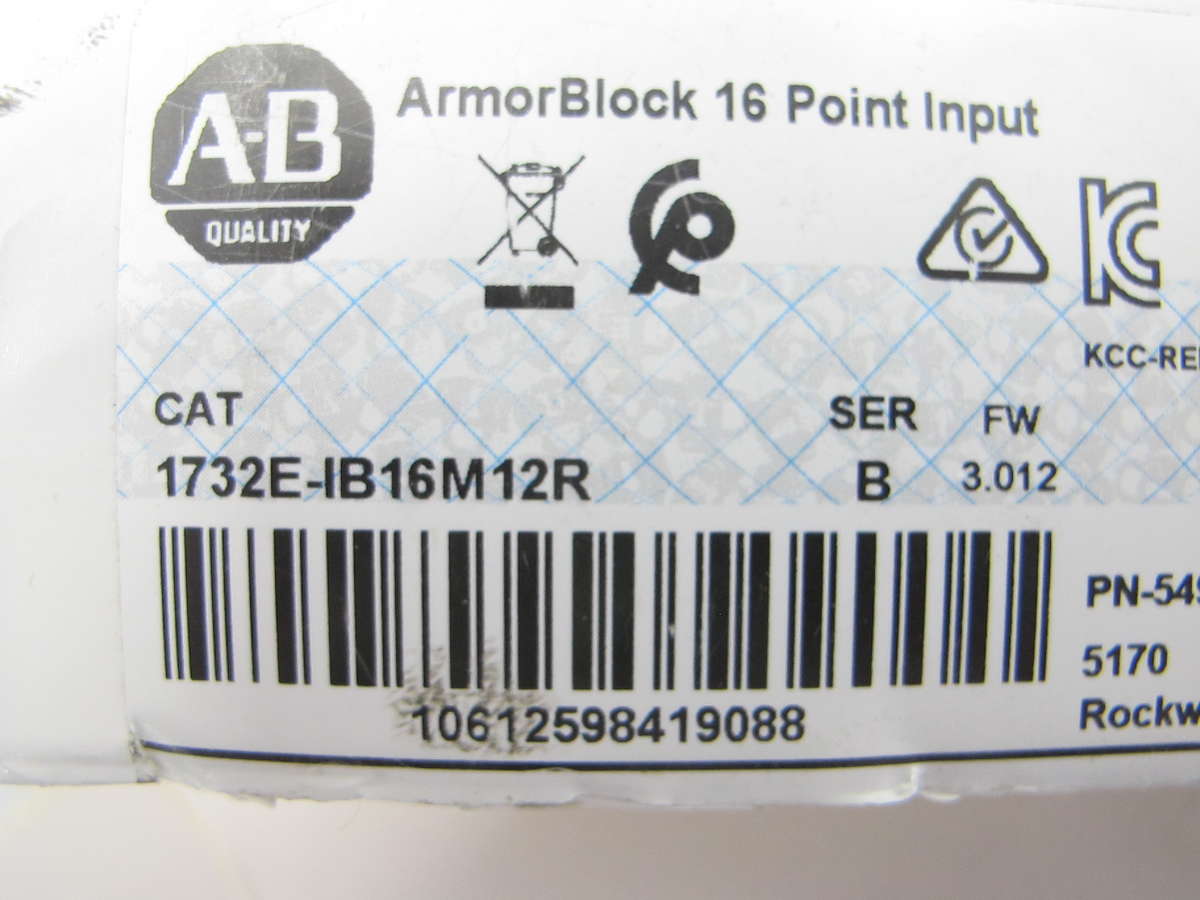 A-B
QUALITY
ArmorBlock 16 Point Input
KC
KCC-RE
CAT
SER
FW
1732E-IB16M12R
B
3.012
PN-54
5170
Rockw
10612598419088